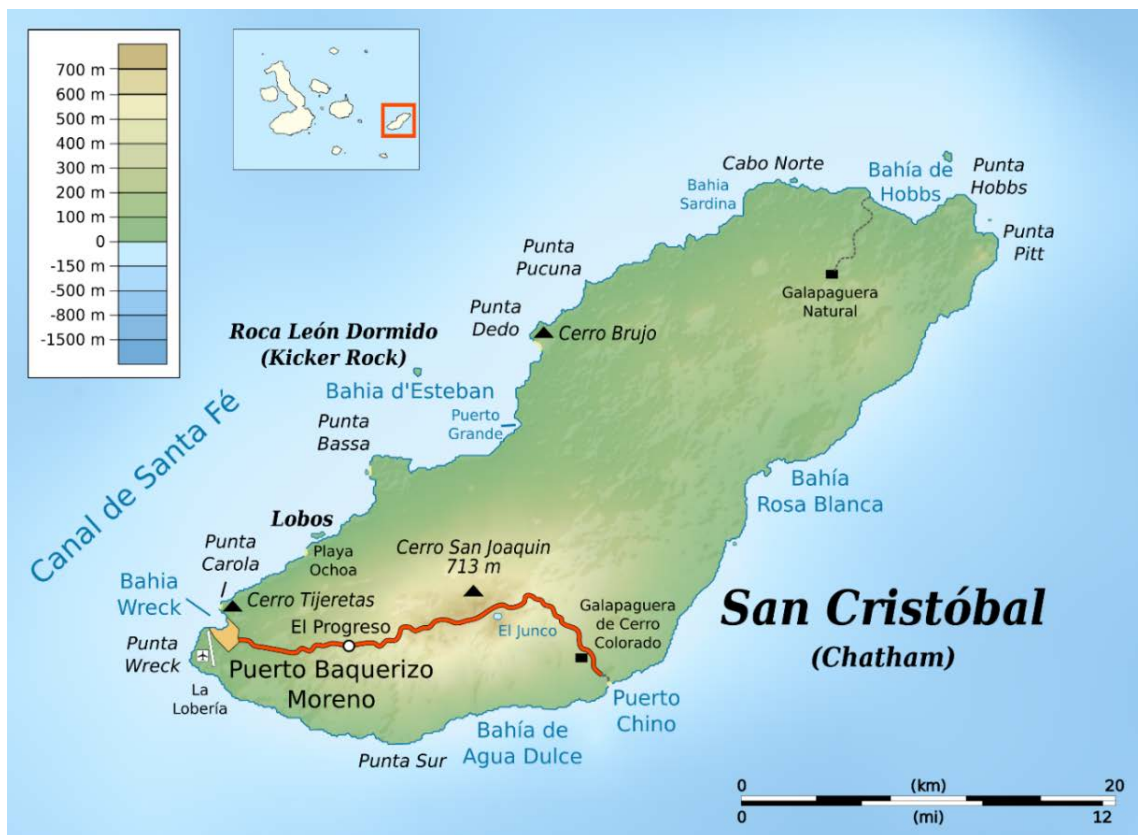 700 m
600 m
500 m
400 m
300 m
200 m
100 m
0
-150 m
-500 m
-800 m
-1500 m
Cabo Norte
Bahía de
Hobbs
Punta
Hobbs
Bahia
Sardina
Punta
Pitt
Punta
Pucuna
Galapaguera
Natural
Punta
Dedo
Cerro Brujo
Roca León Dormido
(Kicker Rock)
Bahia d'Esteban
Puerto
Grande
Punta
Bassa
Canal de Santa Fé
Bahía
Rosa Blanca
Lobos
Punta
Carola
Playa
Ochoa
Cerro San Joaquin
713 m
Bahia
Wreck
Cerro Tijeretas
El Progreso
El Junco
Galapaguera
de Cerro
Colorado
San Cristóbal
(Chatham)
Punta
Wreck
Puerto Baquerizo
Moreno
La
Lobería
Puerto
Chino
Bahía de
Agua Dulce
Punta Sur
0 (km) 20
0 (mi) 12